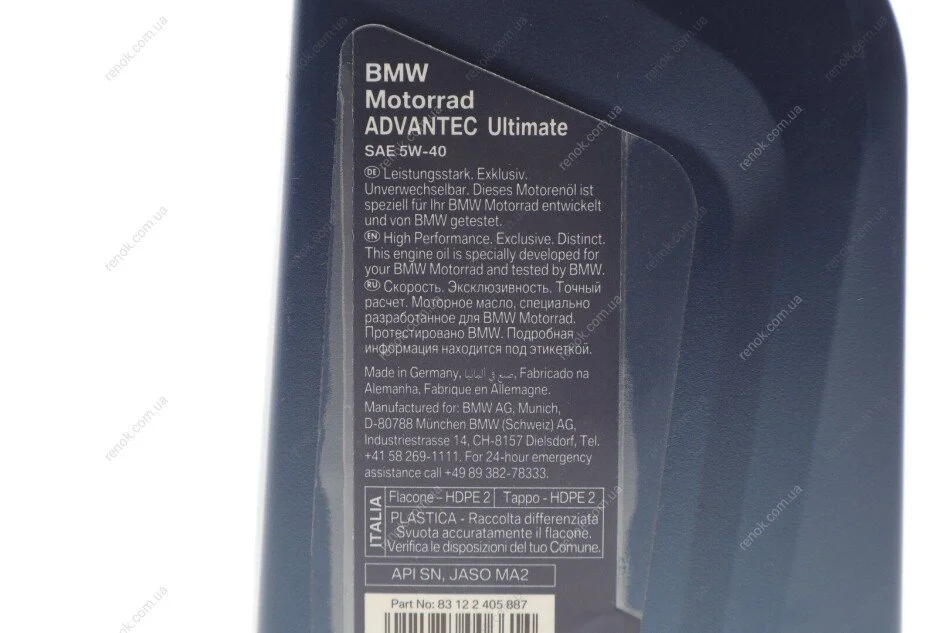 BMW
Motorrad
ADVANTEC Ultimate
SAE 5W-40
DE Leistungsstark. Exklusiv.
Unverwechselbar. Dieses Motorenöl ist
speziell für Ihr BMW Motorrad entwickelt
und von BMW getestet.
EN High Performance. Exclusive. Distinct.
This engine oil is specially developed for
your BMW Motorrad and tested by BMW.
RU Скорость. Эксклюзивность. Точный
расчет. Моторное масло, специально
разработанное для BMW Motorrad.
Протестировано BMW. Подробная
информация находится под этикеткой.
Made in Germany, صنع في ألمانيا, Fabricado na
Alemanha, Fabrique en Allemagne.
Manufactured for: BMW AG, Munich,
D-80788 München BMW (Schweiz) AG,
Industriestrasse 14, CH-8157 Dielsdorf, Tel.
+41 58 269-1111. For 24-hour emergency
assistance call +49 89 382-78333.
ITALIA
Flacone - HDPE 2 Tappo - HDPE 2
PLASTICA - Raccolta differenziata
Svuota accuratamente il flacone.
Verifica le disposizioni del tuo Comune.
API SN, JASO MA2
Part No: 83 12 2 405 887
renok.com.ua